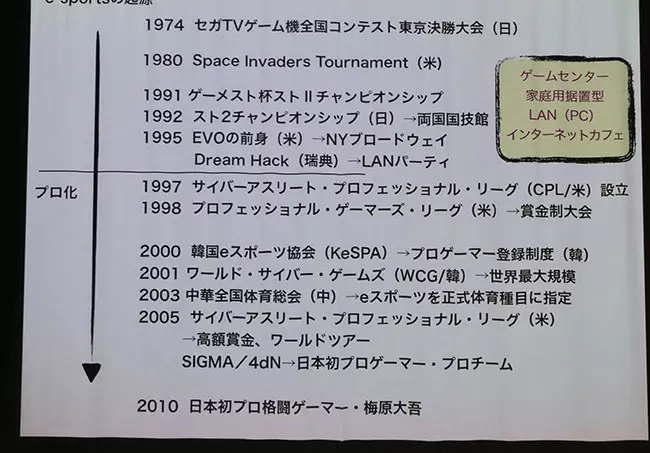 e-sportsの起源
1974 セガTVゲーム機全国コンテスト東京決勝大会（日）
1980 Space Invaders Tournament（米）
1991 ゲーメスト杯ストⅡチャンピオンシップ
1992 スト2チャンピオンシップ（日）→両国国技館
1995 EVOの前身（米）→NYブロードウェイ
Dream Hack（瑞典）→LANパーティ
ゲームセンター
家庭用据置型
LAN（PC）
インターネットカフェ
プロ化
1997 サイバーアスリート・プロフェッショナル・リーグ（CPL/米）設立
1998 プロフェッショナル・ゲーマーズ・リーグ（米）→賞金制大会
2000 韓国eスポーツ協会（KeSPA）→プロゲーマー登録制度（韓）
2001 ワールド・サイバー・ゲームズ（WCG/韓）→世界最大規模
2003 中華全国体育総会（中）→eスポーツを正式体育種目に指定
2005 サイバーアスリート・プロフェッショナル・リーグ（米）
→高額賞金、ワールドツアー
SIGMA／4dN→日本初プロゲーマー・プロチーム
2010 日本初プロ格闘ゲーマー・梅原大吾